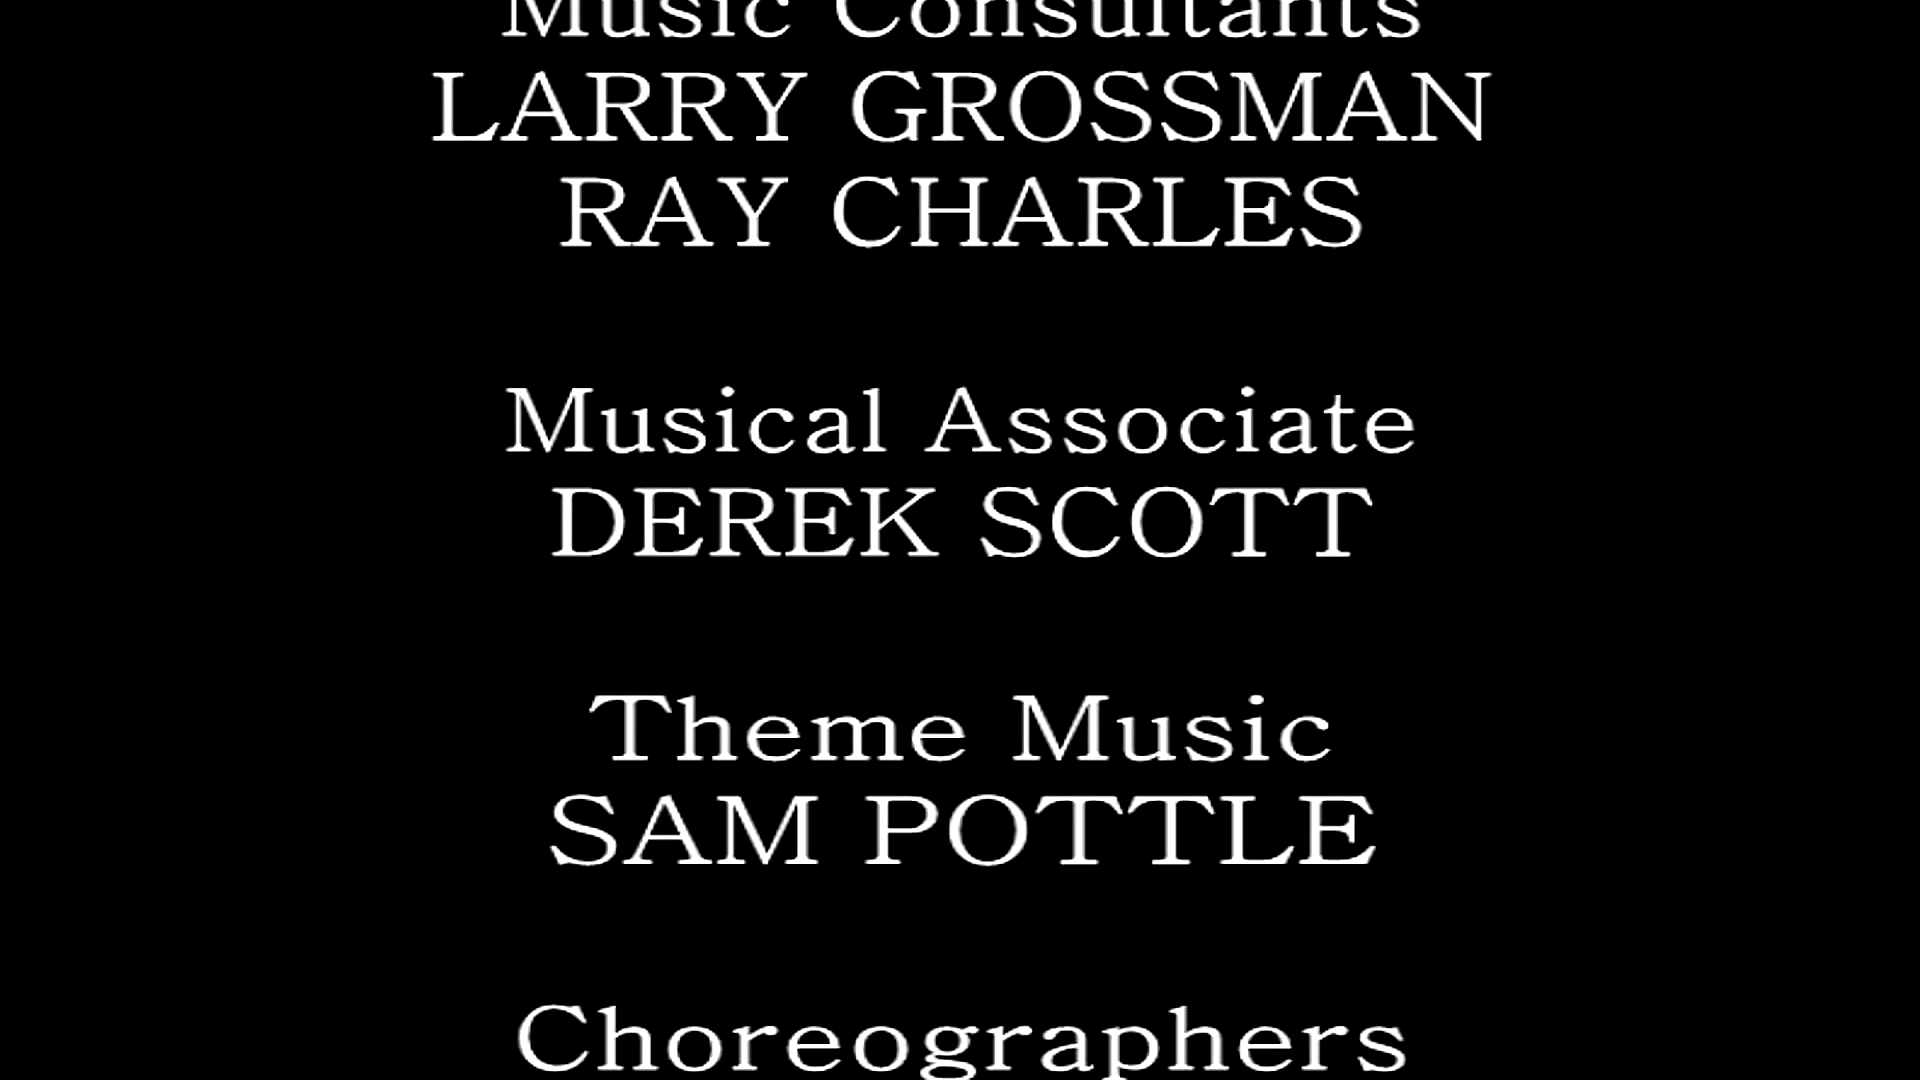 Music Consultants
LARRY GROSSMAN
RAY CHARLES
Musical Associate
DEREK SCOTT
Theme Music
SAM POTTLE
Choreographers